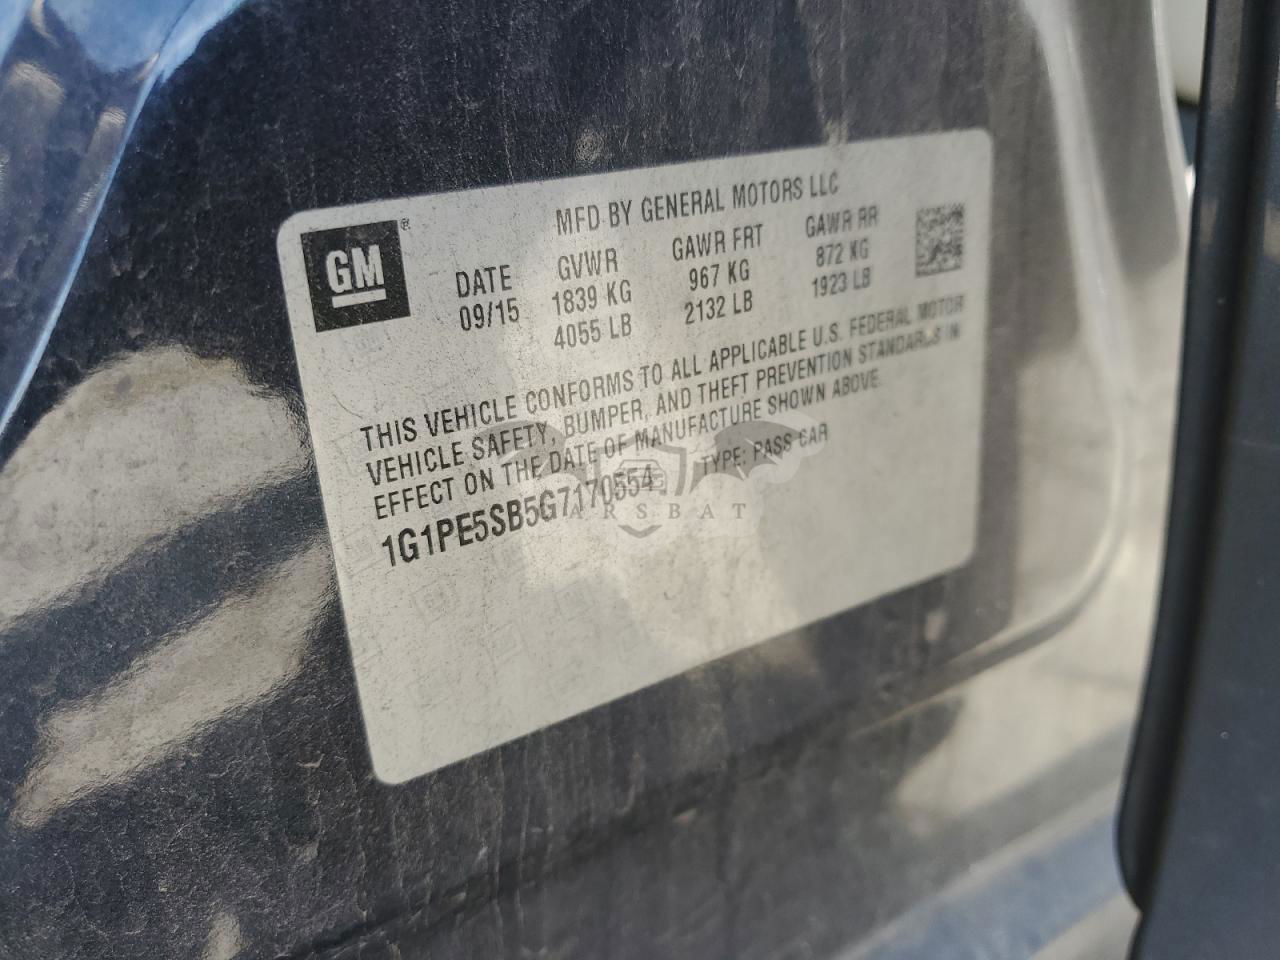 GM®
MFD BY GENERAL MOTORS LLC
DATE GVWR GAWR FRT GAWR RR
09/15 1839 KG 967 KG 872 KG
4055 LB 2132 LB 1923 LB
THIS VEHICLE CONFORMS TO ALL APPLICABLE U.S. FEDERAL MOTOR
VEHICLE SAFETY, BUMPER, AND THEFT PREVENTION STANDARDS IN
EFFECT ON THE DATE OF MANUFACTURE SHOWN ABOVE.
1G1PE5SB5G7170554 TYPE: PASS CAR
CARSBAT